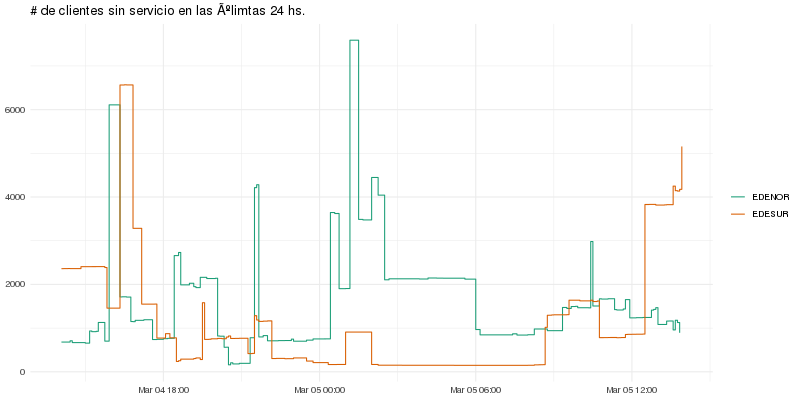 # de clientes sin servicio en las Ãºlimtas 24 hs.
6000
4000
2000
0
Mar 04 18:00
Mar 05 00:00
Mar 05 06:00
Mar 05 12:00
EDENOR
EDESUR